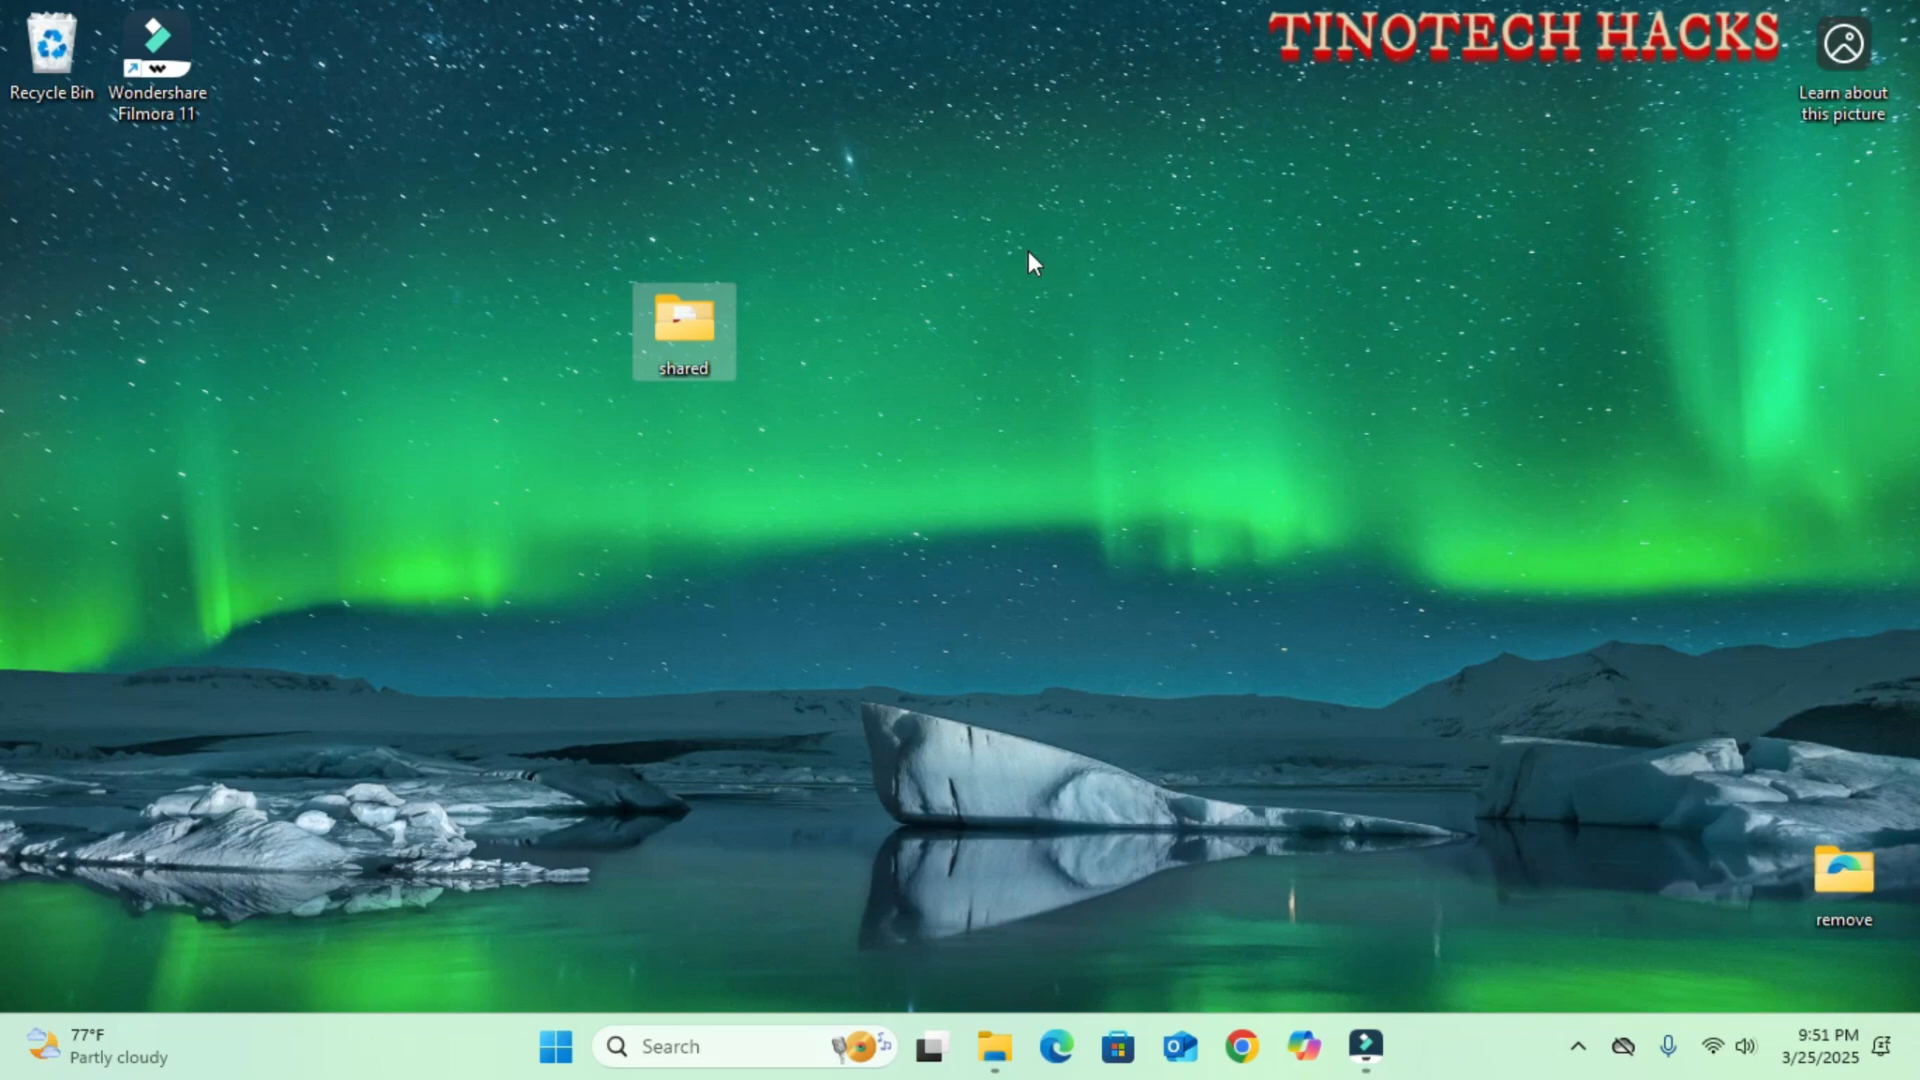 TINOTECH HACKS
Recycle Bin
Wondershare
Filmora 11
Learn about
this picture
shared
remove
77°F
Partly cloudy
Search
9:51 PM
3/25/2025